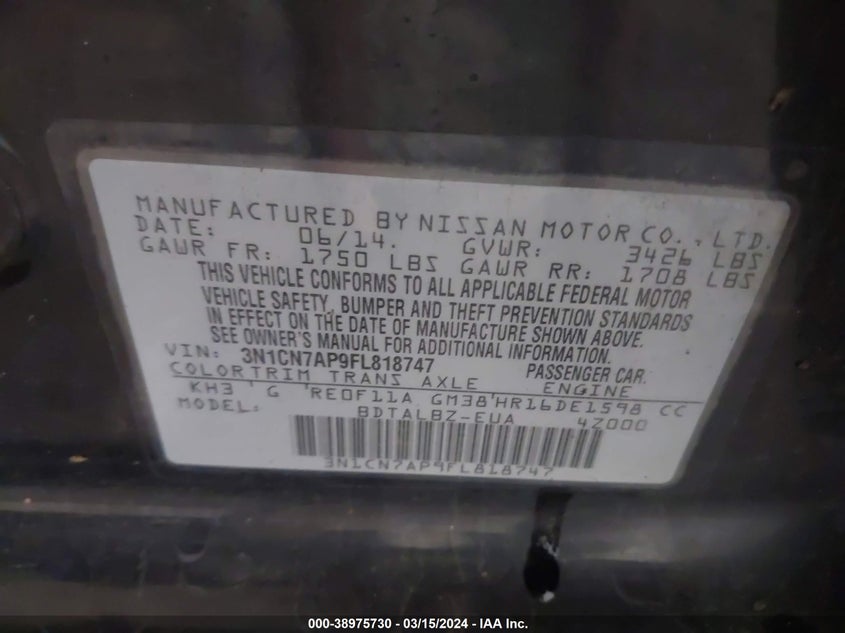 MANUFACTURED BY NISSAN MOTOR CO., LTD.
DATE: 06/14. GVWR: 3426 LBS
GAWR FR: 1750 LBS GAWR RR: 1708 LBS
THIS VEHICLE CONFORMS TO ALL APPLICABLE FEDERAL MOTOR
VEHICLE SAFETY, BUMPER AND THEFT PREVENTION STANDARDS
IN EFFECT ON THE DATE OF MANUFACTURE SHOWN ABOVE.
SEE OWNER'S MANUAL FOR ADDITIONAL INFORMATION.
VIN: 3N1CN7AP9FL818747 PASSENGER CAR.
COLORTRIM TRANS AXLE ENGINE
KH3 ' G 'RE0F11A GM38'HR16DE1598 CC
MODEL: BDTALBZ-EUA 4Z000
3N1CN7AP9FL818747
000-38975730 - 03/15/2024 - IAA Inc.